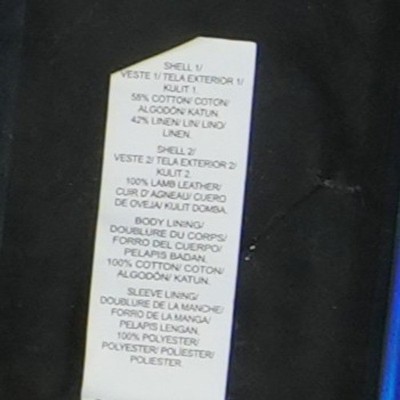 SHELL 1/
VESTE 1/ TELA EXTERIOR 1/
KULIT 1.
58% COTTON/ COTON/
ALGODÓN/ KATUN.
42% LINEN/ LIN/ LINO/
LINEN.
SHELL 2/
VESTE 2/ TELA EXTERIOR 2/
KULIT 2.
100% LAMB LEATHER/
CUIR D'AGNEAU/ CUERO
DE OVEJA/ KULIT DOMBA.
BODY LINING/
DOUBLURE DU CORPS/
FORRO DEL CUERPO/
PELAPIS BADAN.
100% COTTON/ COTON/
ALGODÓN/ KATUN.
SLEEVE LINING/
DOUBLURE DE LA MANCHE/
FORRO DE LA MANGA/
PELAPIS LENGAN.
100% POLYESTER/
POLYESTER/ POLIESTER/
POLIESTER